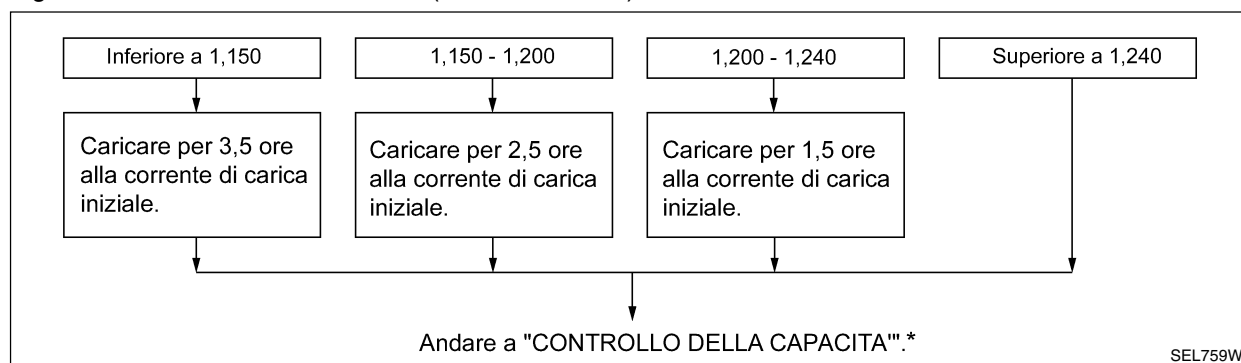 Inferiore a 1,150
1,150 - 1,200
1,200 - 1,240
Superiore a 1,240
Caricare per 3,5 ore
alla corrente di carica
iniziale.
Caricare per 2,5 ore
alla corrente di carica
iniziale.
Caricare per 1,5 ore
alla corrente di carica
iniziale.
Andare a "CONTROLLO DELLA CAPACITA'".*
SEL759W